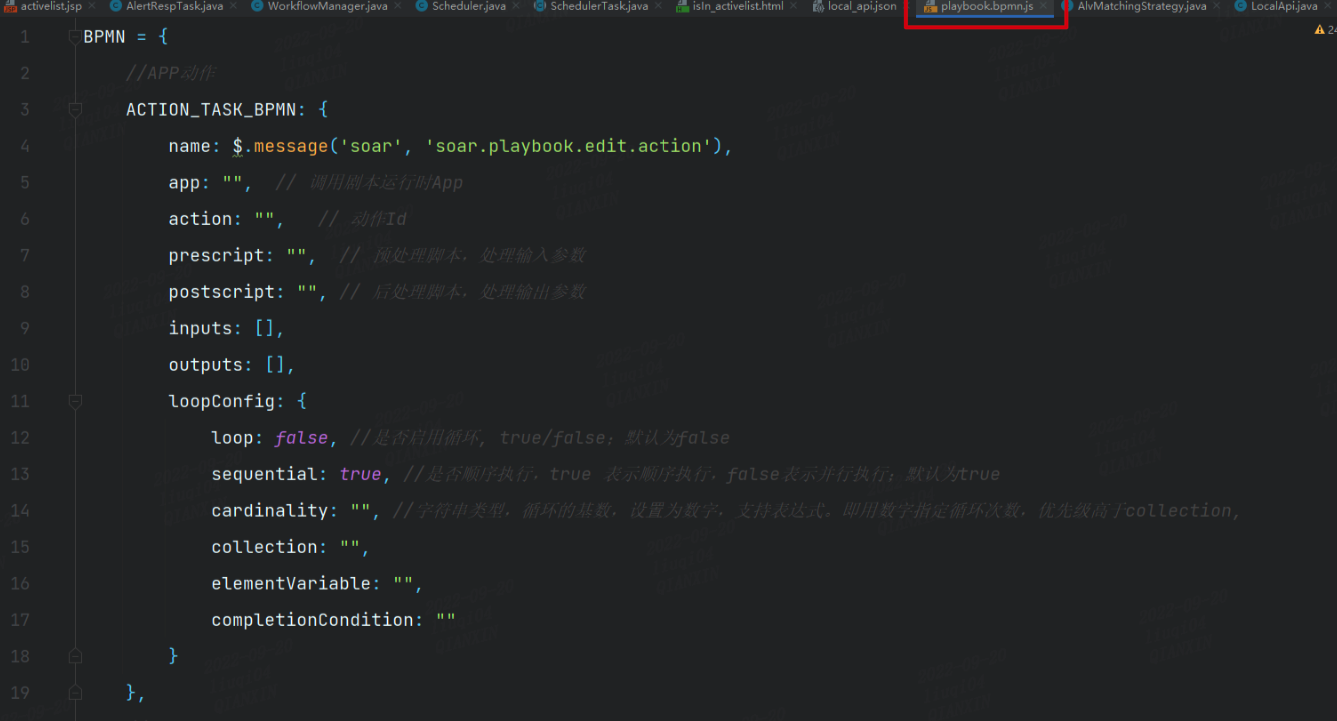 activelist.jsp AlertRespTask.java WorkflowManager.java Scheduler.java SchedulerTask.java isIn_activelist.html local_api.json playbook.bpmn.js AlvMatchingStrategy.java LocalApi.java
1 BPMN = {
2 //APP动作
3 ACTION_TASK_BPMN: {
4 name: $.message('soar', 'soar.playbook.edit.action'),
5 app: "", // 调用剧本运行时App
6 action: "", // 动作Id
7 prescript: "", // 预处理脚本，处理输入参数
8 postscript: "", // 后处理脚本，处理输出参数
9 inputs: [],
10 outputs: [],
11 loopConfig: {
12 loop: false, //是否启用循环, true/false；默认为false
13 sequential: true, //是否顺序执行，true 表示顺序执行，false表示并行执行；默认为true
14 cardinality: "", //字符串类型，循环的基数，设置为数字，支持表达式。即用数字指定循环次数，优先级高于collection,
15 collection: "",
16 elementVariable: "",
17 completionCondition: ""
18 }
19 },